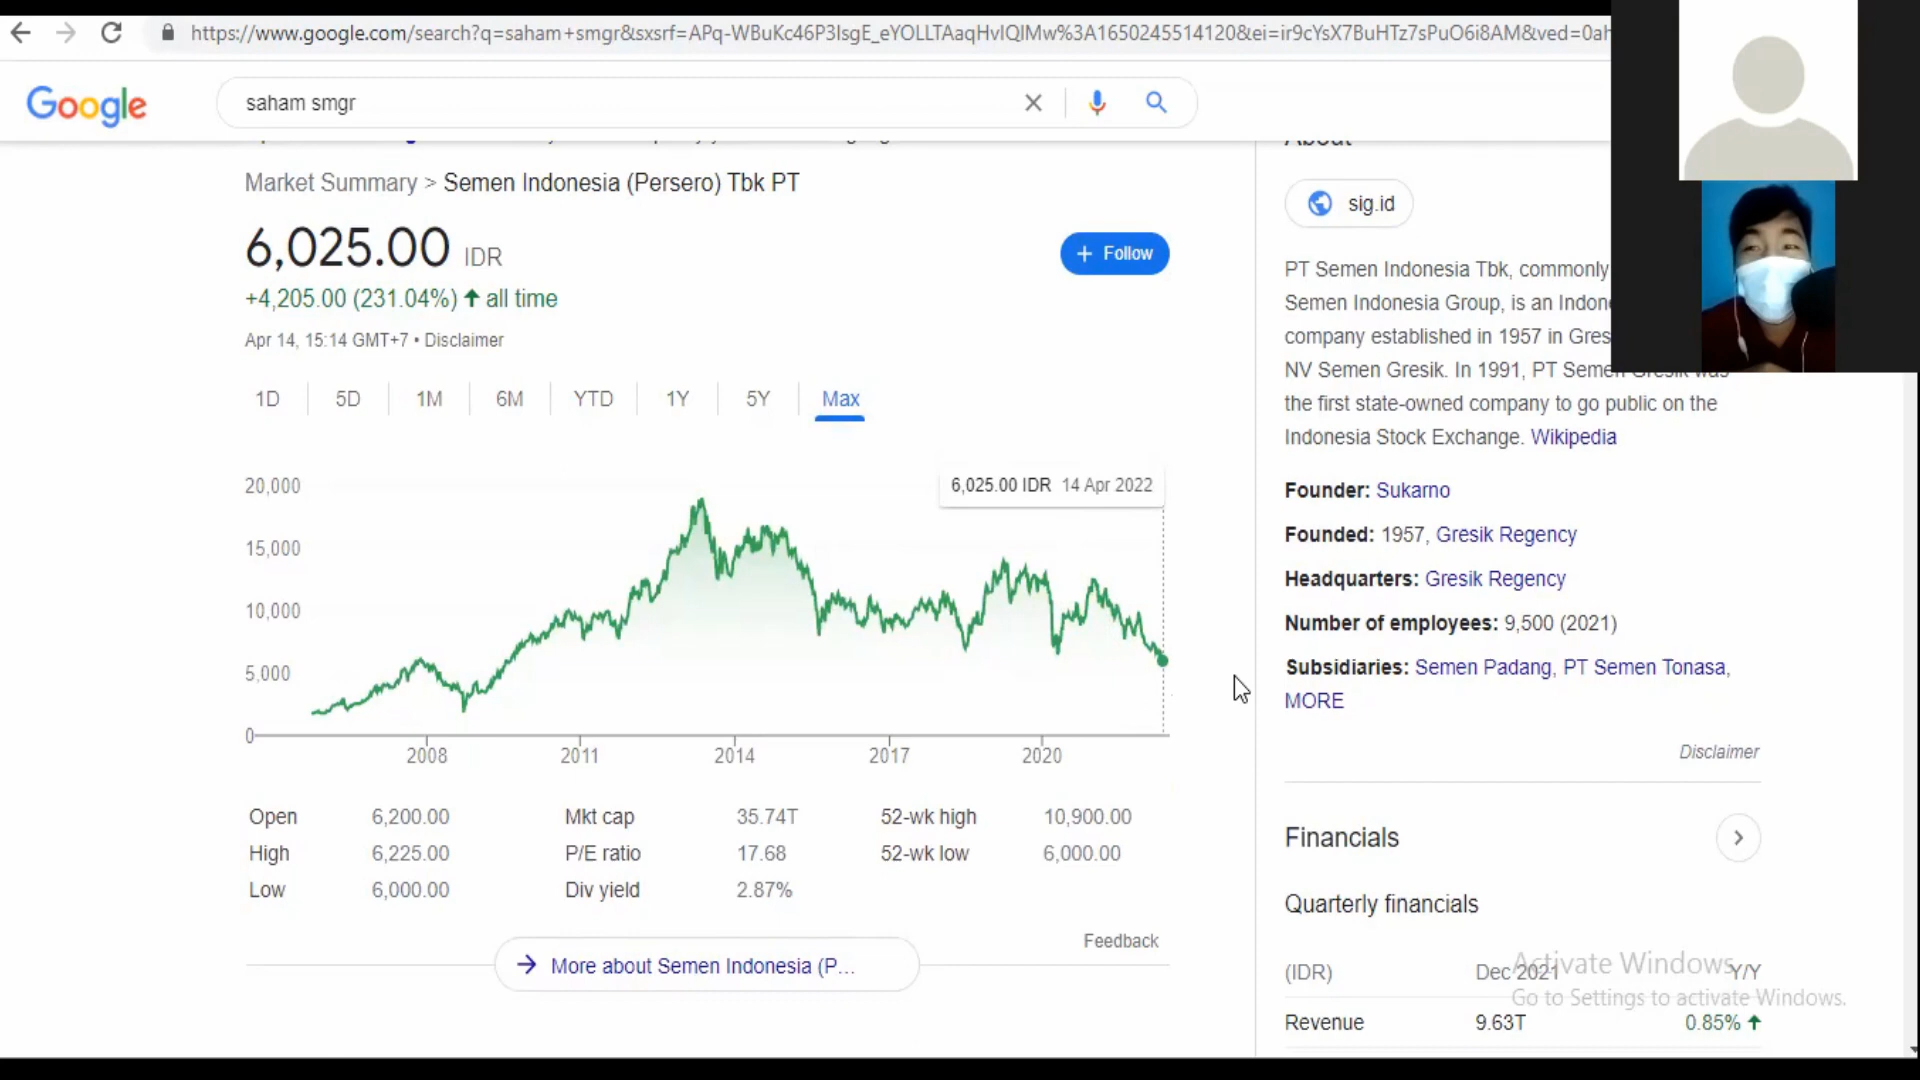 https://www.google.com/search?q=saham+smgr&sxsrf=APq-WBuKc46P3IsgE_eYOLLTAaqHvIQIMw%3A1650245514120&ei=ir9cYsX7BuHTz7sPuO6i8AM&ved=0ah
Google
saham smgr
Market Summary > Semen Indonesia (Persero) Tbk PT
6,025.00 IDR
+ Follow
+4,205.00 (231.04%) ↑ all time
Apr 14, 15:14 GMT+7 • Disclaimer
1D 5D 1M 6M YTD 1Y 5Y Max
6,025.00 IDR 14 Apr 2022
20,000
15,000
10,000
5,000
0
2008 2011 2014 2017 2020
Open 6,200.00 Mkt cap 35.74T 52-wk high 10,900.00
High 6,225.00 P/E ratio 17.68 52-wk low 6,000.00
Low 6,000.00 Div yield 2.87%
Feedback
→ More about Semen Indonesia (P...
About
sig.id
PT Semen Indonesia Tbk, commonly
Semen Indonesia Group, is an
company established in 1957 in
NV Semen Gresik. In 1991, PT Semen Gresik was
the first state-owned company to go public on the
Indonesia Stock Exchange. Wikipedia
Founder: Sukarno
Founded: 1957, Gresik Regency
Headquarters: Gresik Regency
Number of employees: 9,500 (2021)
Subsidiaries: Semen Padang, PT Semen Tonasa,
MORE
Disclaimer
Financials
Quarterly financials
(IDR) Dec 2021 Y/Y
Revenue 9.63T 0.85% ↑
Activate Windows
Go to Settings to activate Windows.